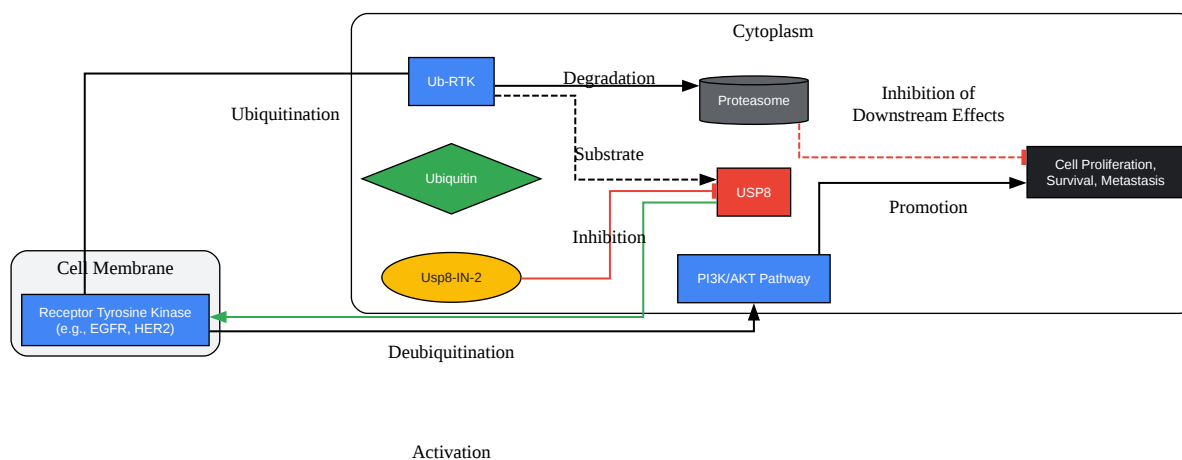 Cytoplasm
Ub-RTK
Degradation
Proteasome
Inhibition of
Downstream Effects
Ubiquitination
Substrate
Ubiquitin
USP8
Cell Proliferation,
Survival, Metastasis
Promotion
Inhibition
Cell Membrane
Usp8-IN-2
PI3K/AKT Pathway
Receptor Tyrosine Kinase
(e.g., EGFR, HER2)
Deubiquitination
Activation